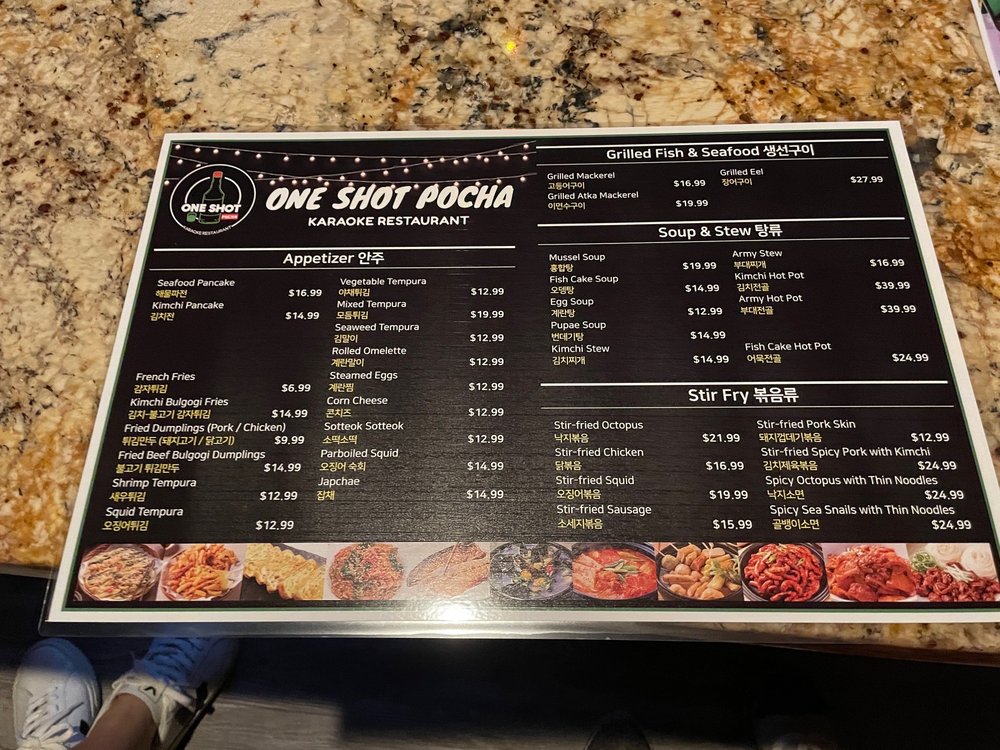 ONE SHOT
POCHA
KARAOKE RESTAURANT
ONE SHOT POCHA
KARAOKE RESTAURANT
Appetizer 안주
Seafood Pancake
해물파전 $16.99
Kimchi Pancake
김치전 $14.99
French Fries
감자튀김 $6.99
Kimchi Bulgogi Fries
김치-불고기 감자튀김 $14.99
Fried Dumplings (Pork / Chicken)
튀김만두 (돼지고기 / 닭고기) $9.99
Fried Beef Bulgogi Dumplings
불고기 튀김만두 $14.99
Shrimp Tempura
새우튀김 $12.99
Squid Tempura
오징어튀김 $12.99
Vegetable Tempura
야채튀김 $12.99
Mixed Tempura
모듬튀김 $19.99
Seaweed Tempura
김말이 $12.99
Rolled Omelette
계란말이 $12.99
Steamed Eggs
계란찜 $12.99
Corn Cheese
콘치즈 $12.99
Sotteok Sotteok
소떡소떡 $12.99
Parboiled Squid
오징어 숙회 $14.99
Japchae
잡채 $14.99
Grilled Fish & Seafood 생선구이
Grilled Mackerel
고등어구이 $16.99
Grilled Atka Mackerel
이면수구이 $19.99
Grilled Eel
장어구이 $27.99
Soup & Stew 탕류
Mussel Soup
홍합탕 $19.99
Fish Cake Soup
오뎅탕 $14.99
Egg Soup
계란탕 $12.99
Pupae Soup
번데기탕 $14.99
Kimchi Stew
김치찌개 $14.99
Army Stew
부대찌개 $16.99
Kimchi Hot Pot
김치전골 $39.99
Army Hot Pot
부대전골 $39.99
Fish Cake Hot Pot
어묵전골 $24.99
Stir Fry 볶음류
Stir-fried Octopus
낙지볶음 $21.99
Stir-fried Chicken
닭볶음 $16.99
Stir-fried Squid
오징어볶음 $19.99
Stir-fried Sausage
소세지볶음 $15.99
Stir-fried Pork Skin
돼지껍데기볶음 $12.99
Stir-fried Spicy Pork with Kimchi
김치제육볶음 $24.99
Spicy Octopus with Thin Noodles
낙지소면 $24.99
Spicy Sea Snails with Thin Noodles
골뱅이소면 $24.99